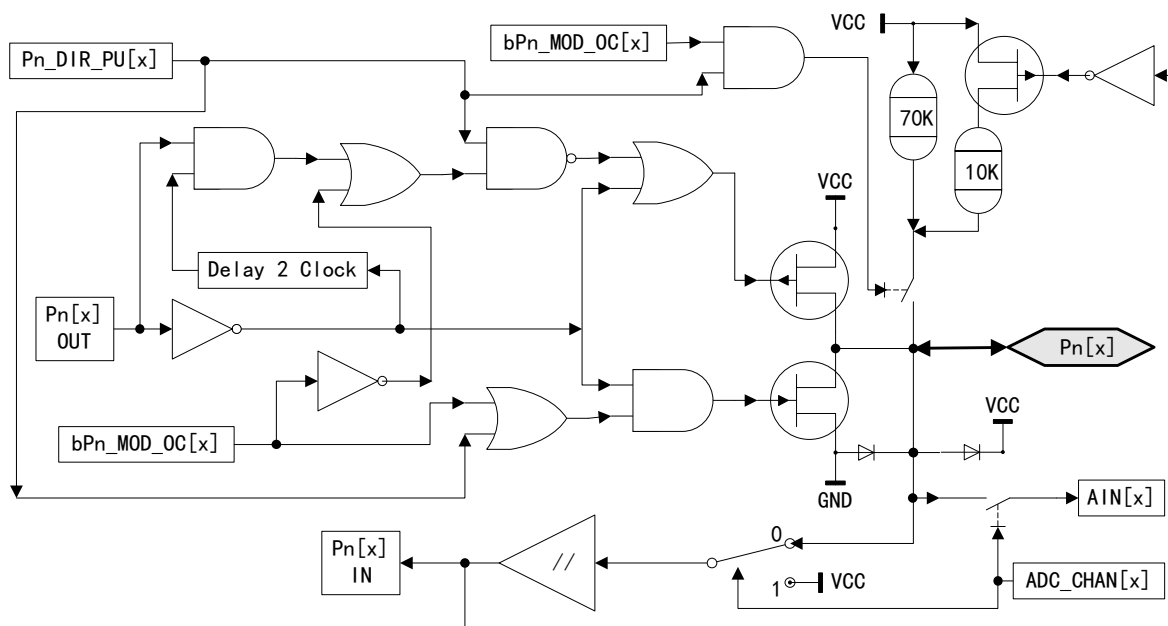 bPn_MOD_OC[x]
VCC
Pn_DIR_PU[x]
70K
10K
VCC
Delay 2 Clock
Pn[x]
OUT
Pn[x]
VCC
bPn_MOD_OC[x]
GND
AIN[x]
Pn[x]
IN
//
0
1
VCC
ADC_CHAN[x]